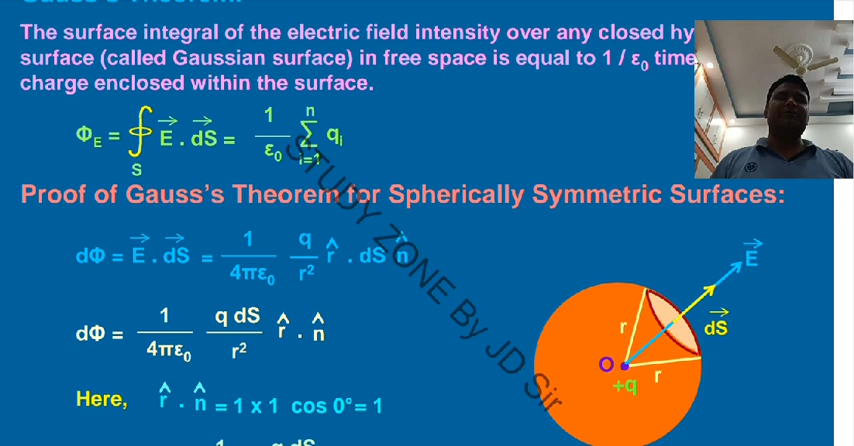 Gauss's Theorem:
The surface integral of the electric field intensity over any closed hy
surface (called Gaussian surface) in free space is equal to 1 / ε₀ time
charge enclosed within the surface.
Φ_E = ∮_S E⃗ . dS⃗ = 1/ε₀ Σ_{i=1}^{n} q_i
Proof of Gauss's Theorem for Spherically Symmetric Surfaces:
dΦ = E⃗ . dS⃗ = 1/4πε₀ q/r² r̂ . dS n̂
dΦ = 1/4πε₀ q dS/r² r̂ . n̂
Here, r̂ . n̂ = 1 x 1 cos 0° = 1
E⃗
dS⃗
r
O
r
+q
STUDY ZONE By JD Sir